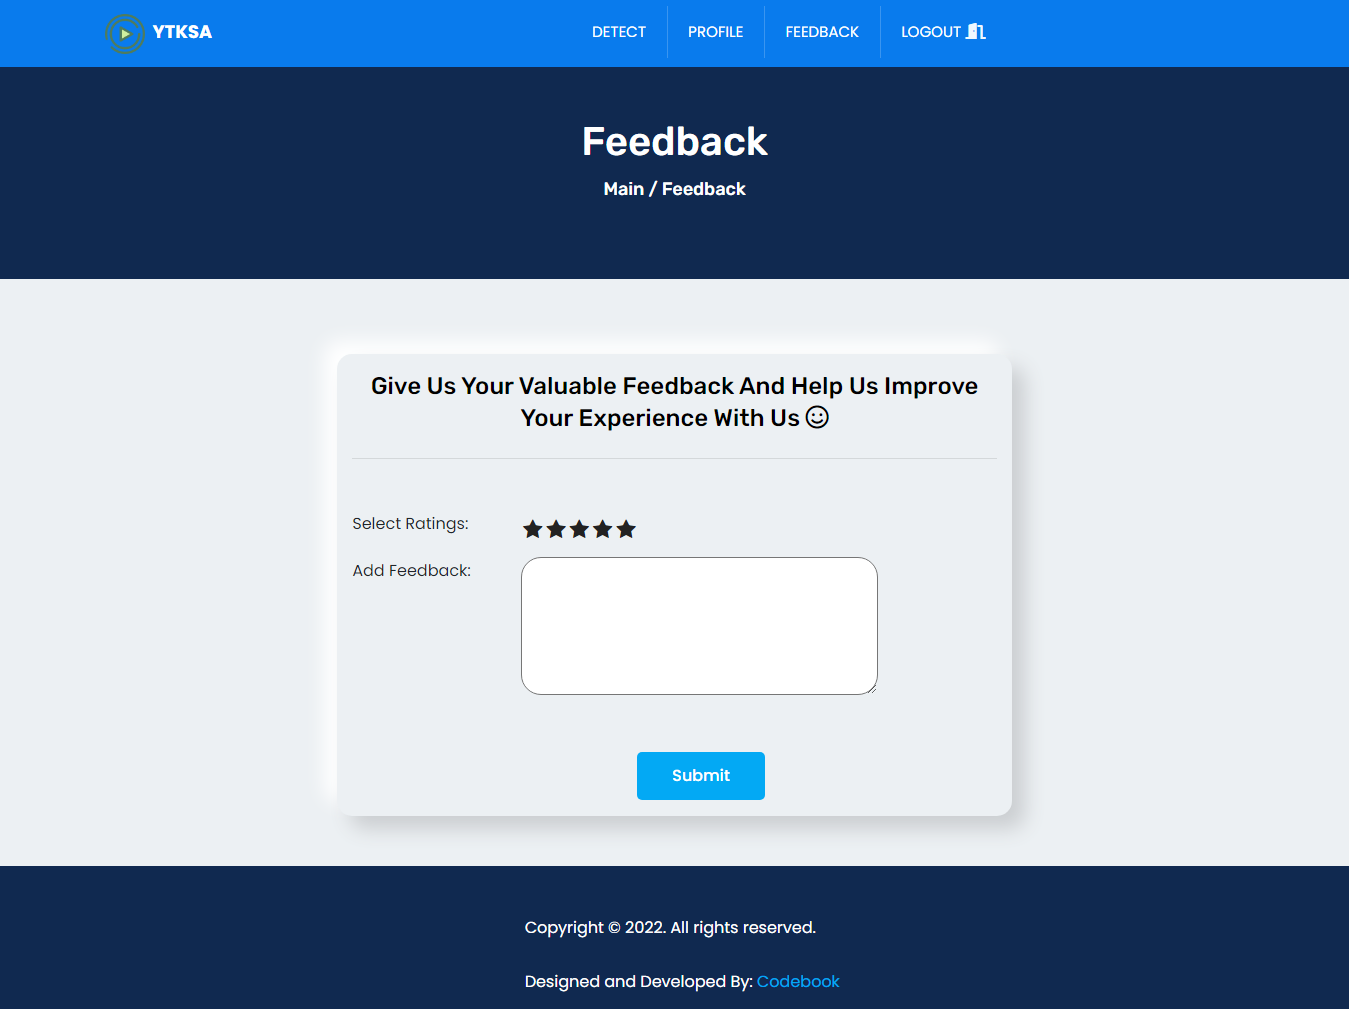 YTKSA
DETECT
PROFILE
FEEDBACK
LOGOUT
Feedback
Main / Feedback
Give Us Your Valuable Feedback And Help Us Improve
Your Experience With Us
Select Ratings:
Add Feedback:
Submit
Copyright © 2022. All rights reserved.
Designed and Developed By: Codebook